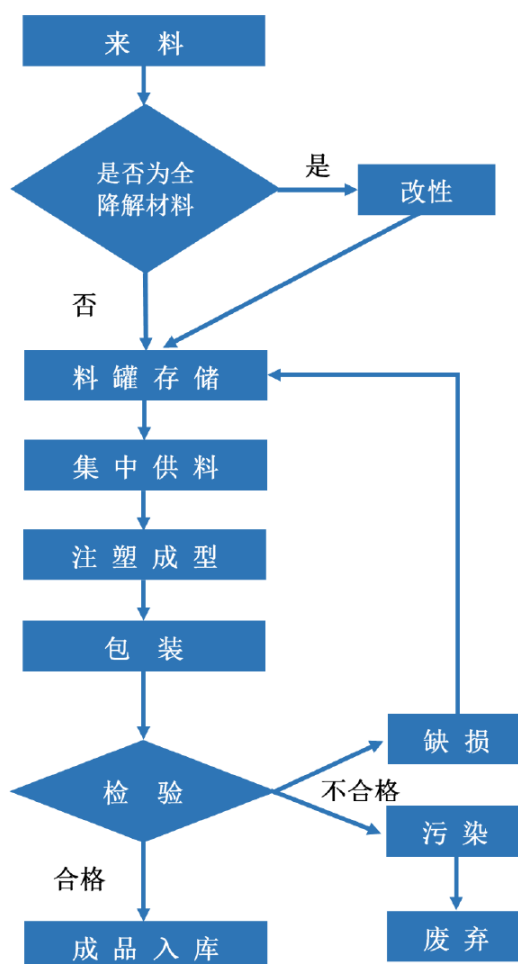 来 料
是否为全
降解材料
是
改性
否
料 罐 存 储
集 中 供 料
注 塑 成 型
包 装
缺 损
检 验
不合格
污 染
合格
成 品 入 库
废 弃